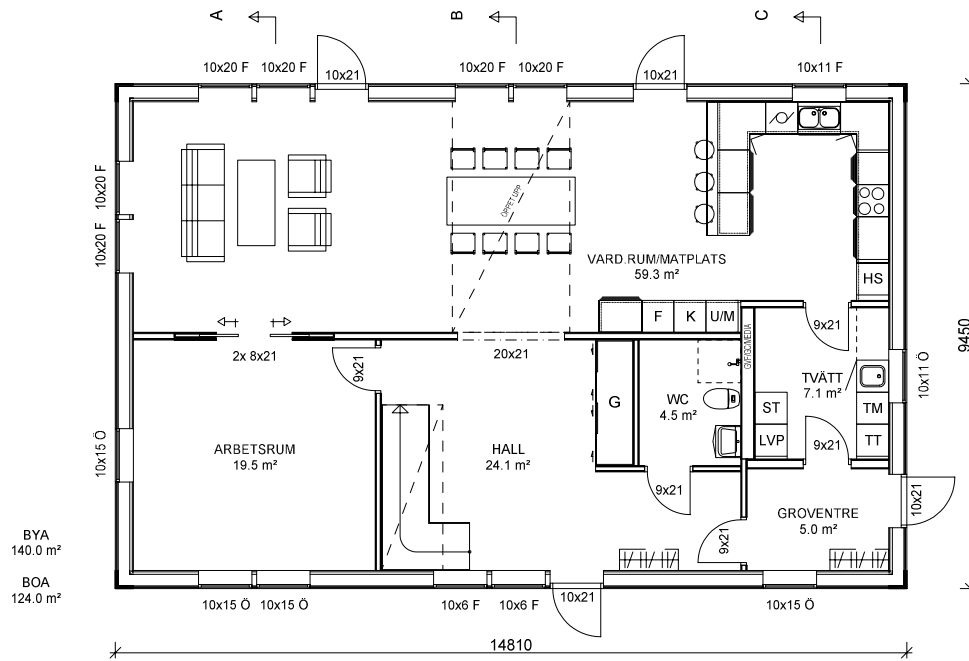 A
B
C
10x20 F
10x20 F
10x21
10x20 F
10x20 F
10x21
10x11 F
10x20 F
10x20 F
ÖPPET UPP
VARD.RUM/MATPLATS
59.3 m²
HS
F
K
U/M
9450
2x 8x21
9x21
20x21
9x21
GVF/GC/MEDIA
10x11 Ö
TVÄTT
7.1 m²
G
WC
4.5 m²
ST
TM
LVP
9x21
TT
10x15 Ö
ARBETSRUM
19.5 m²
HALL
24.1 m²
9x21
10x21
GROVENTRE
5.0 m²
9x21
BYA
140.0 m²
BOA
124.0 m²
10x15 Ö
10x15 Ö
10x6 F
10x6 F
10x21
10x15 Ö
14810